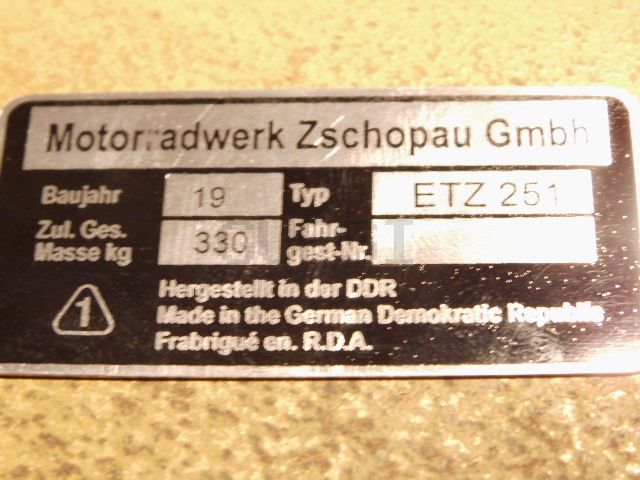 Motorradwerk Zschopau Gmbh
Baujahr 19 Typ ETZ 251
Zul. Ges. Masse kg 330 Fahr-gest-Nr.
1
Hergestellt in der DDR
Made in the German Demokratic Republic
Frabrigué en. R.D.A.